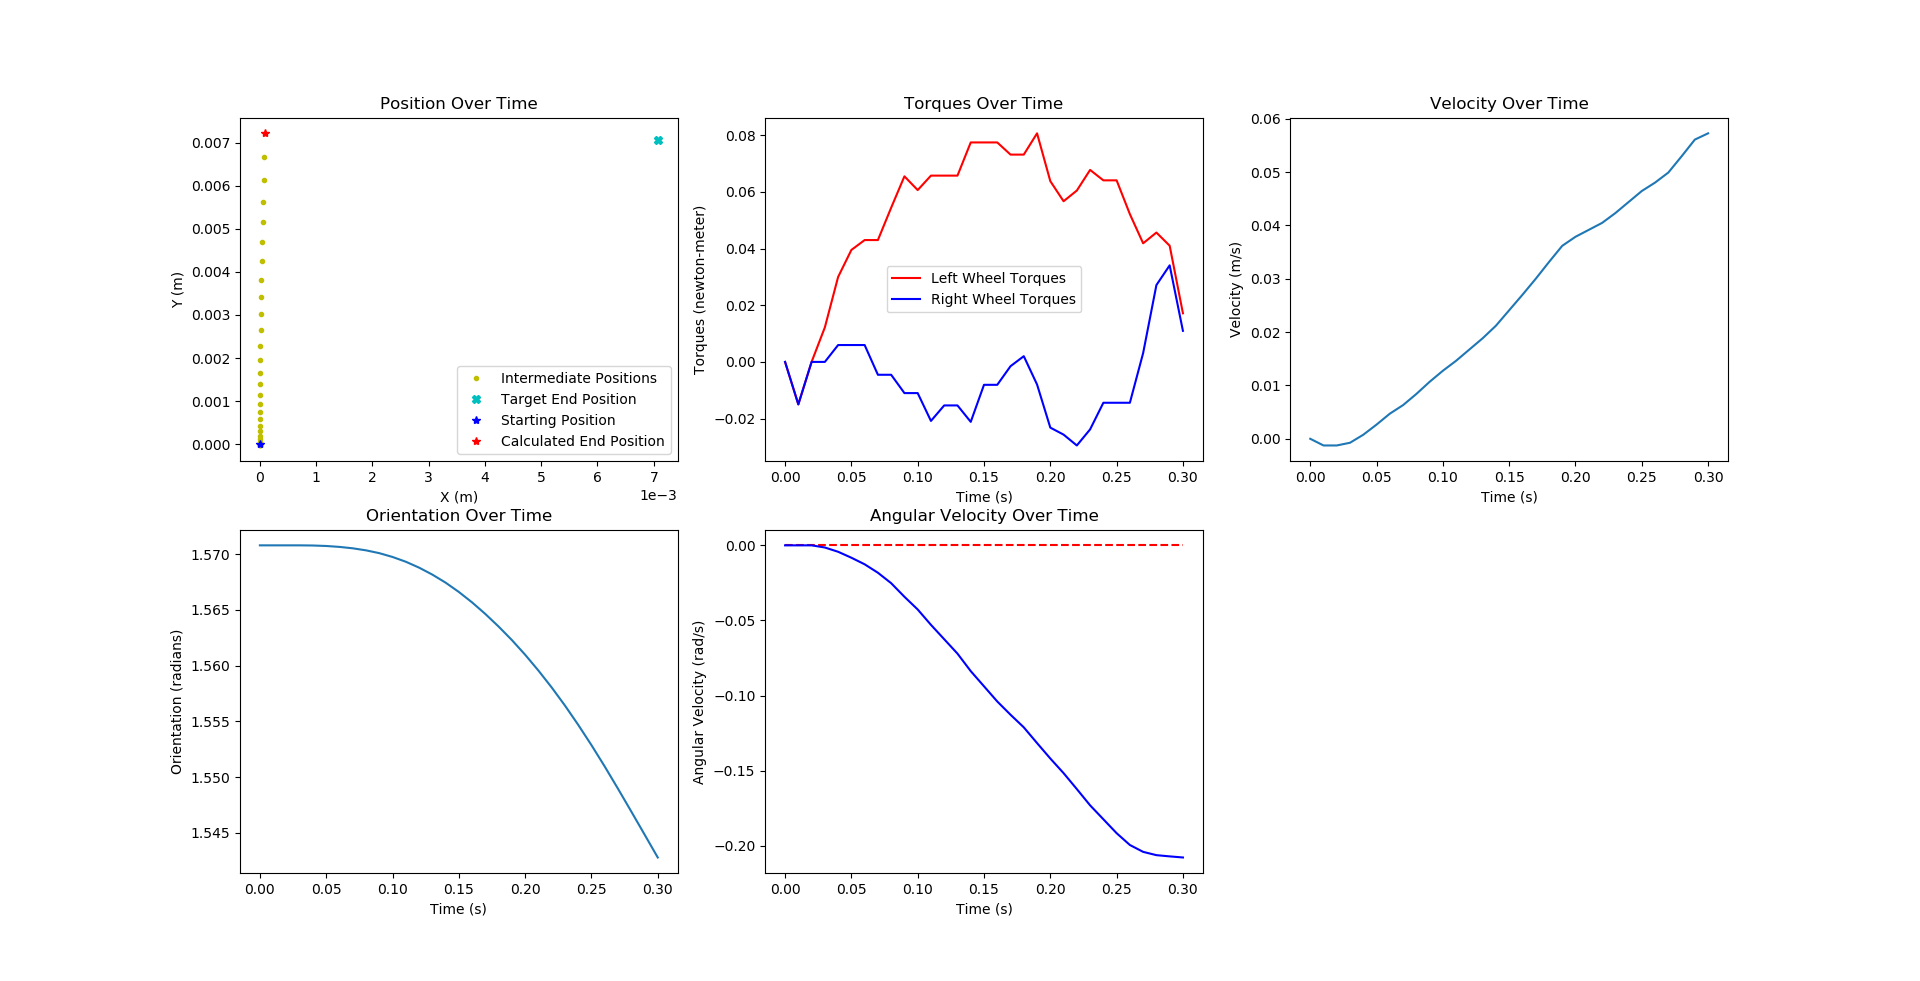 Position Over Time
Y (m)
0.007
0.006
0.005
0.004
0.003
0.002
0.001
0.000
Intermediate Positions
Target End Position
Starting Position
Calculated End Position
0 1 2 3 4 5 6 7
1e−3
X (m)
Torques Over Time
Torques (newton-meter)
0.08
0.06
0.04
0.02
0.00
−0.02
Left Wheel Torques
Right Wheel Torques
0.00 0.05 0.10 0.15 0.20 0.25 0.30
Time (s)
Velocity Over Time
Velocity (m/s)
0.06
0.05
0.04
0.03
0.02
0.01
0.00
0.00 0.05 0.10 0.15 0.20 0.25 0.30
Time (s)
Orientation Over Time
Orientation (radians)
1.570
1.565
1.560
1.555
1.550
1.545
0.00 0.05 0.10 0.15 0.20 0.25 0.30
Time (s)
Angular Velocity Over Time
Angular Velocity (rad/s)
0.00
−0.05
−0.10
−0.15
−0.20
0.00 0.05 0.10 0.15 0.20 0.25 0.30
Time (s)